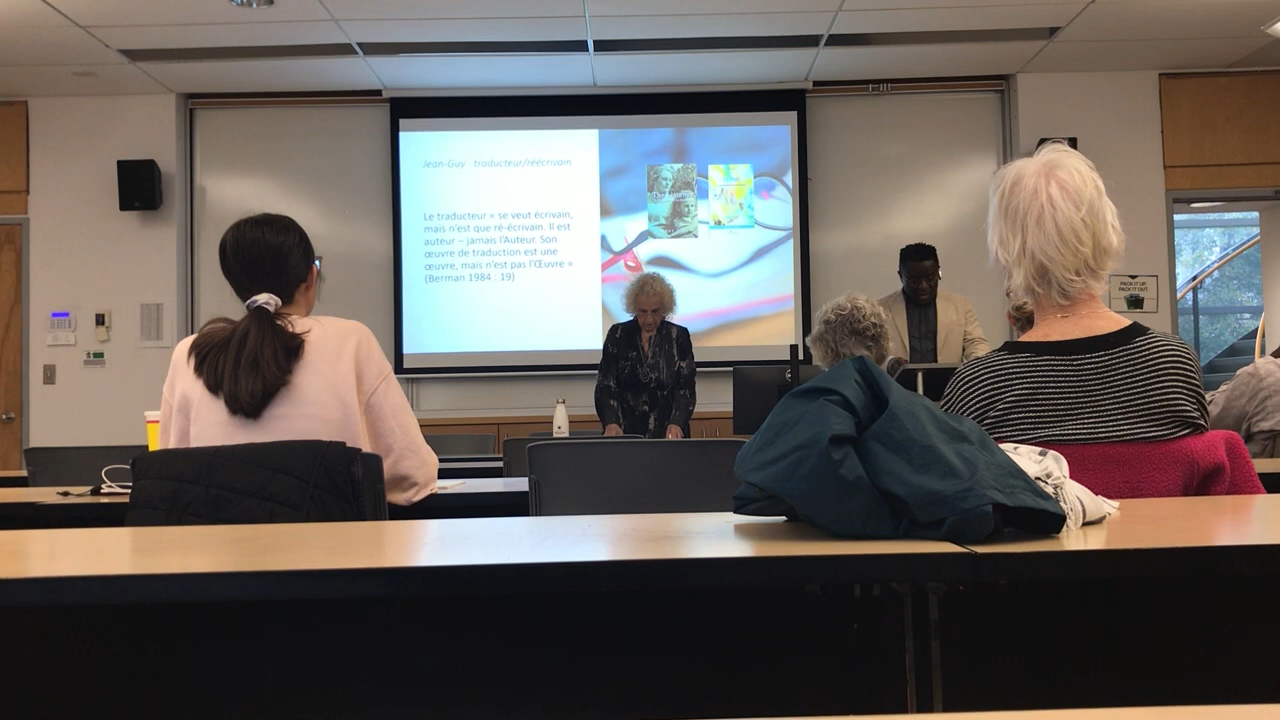 Jean-Guy : traducteur/réécrivain
Le traducteur « se veut écrivain,
mais n'est que ré-écrivain. Il est
auteur – jamais l'Auteur. Son
œuvre de traduction est une
œuvre, mais n'est pas l'Œuvre »
(Berman 1984 : 19)
PACK IT UP.
PACK IT OUT.